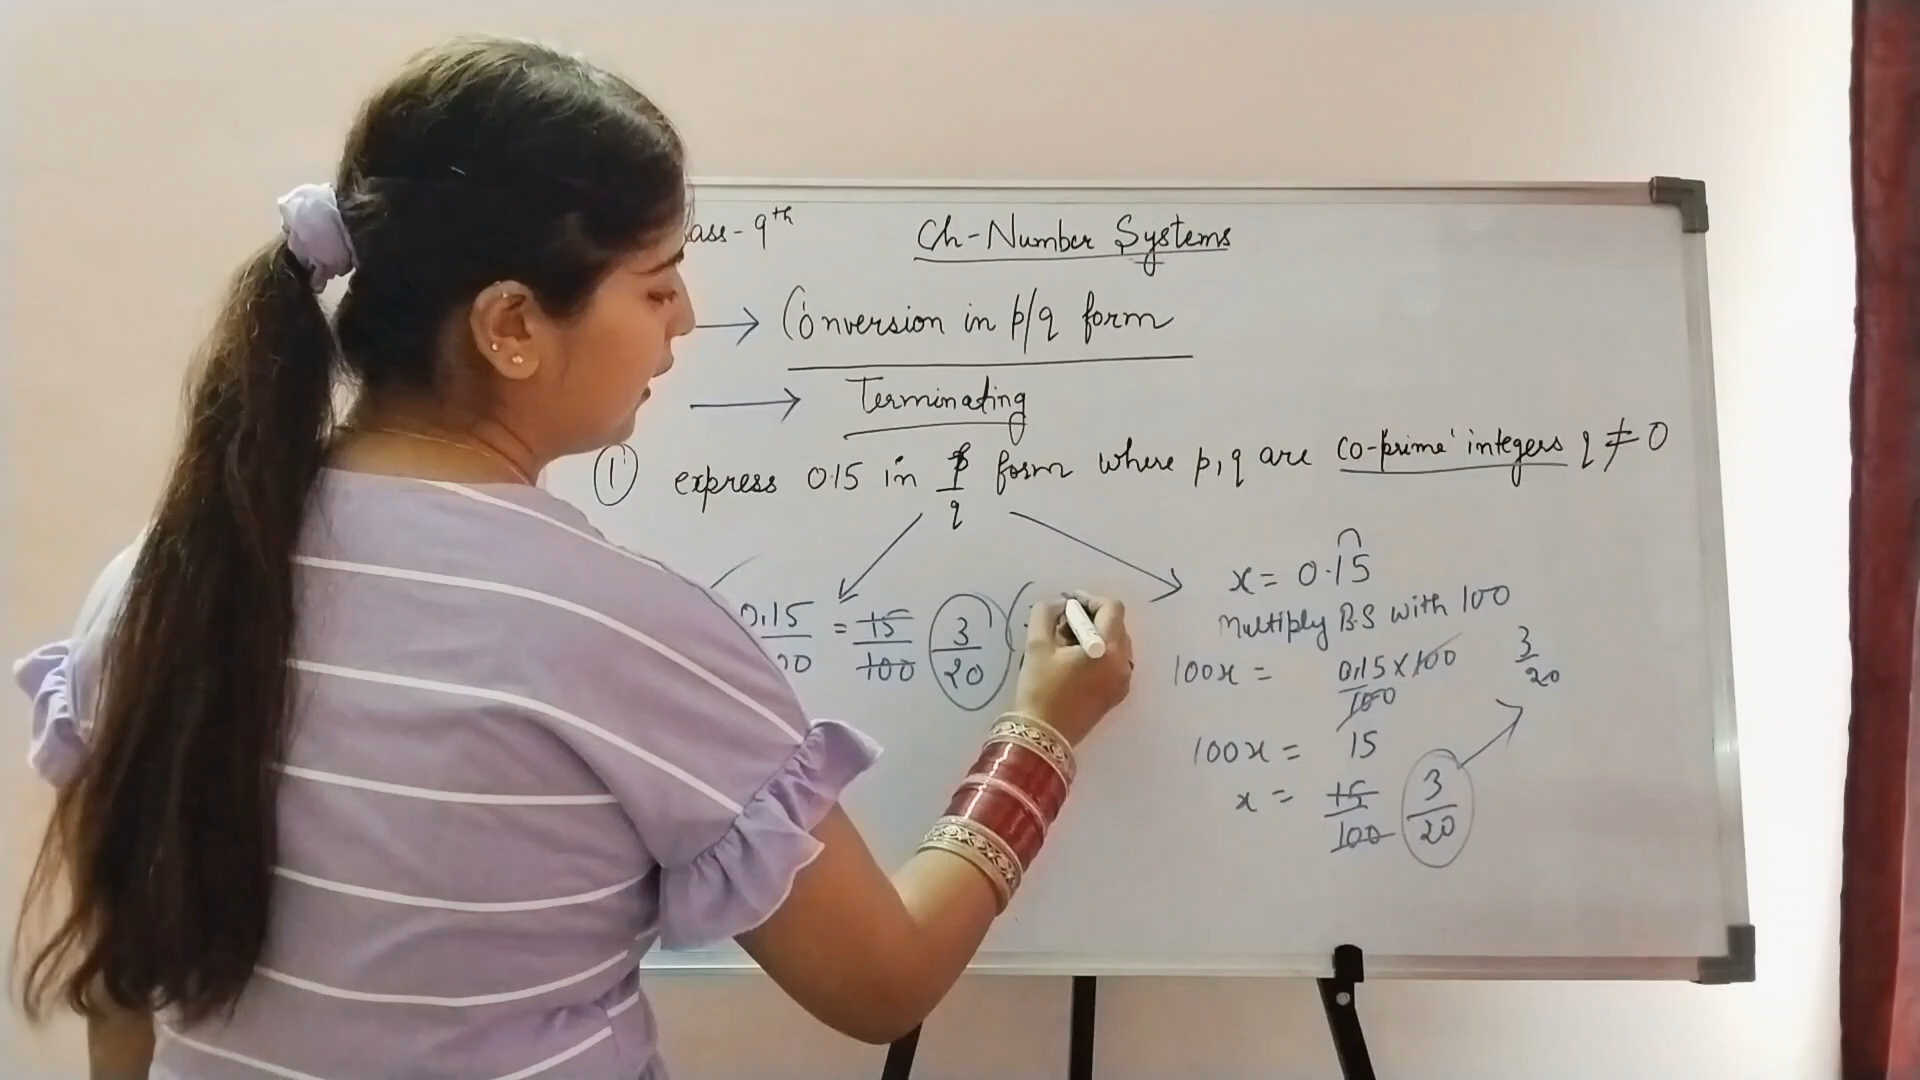 ass - 9th
Ch - Number Systems
→ Conversion in p/q form
→ Terminating
① express 0.15 in p/q form where p, q are co-prime integers q ≠ 0
0.15/00 = 15/100 3/20
x = 0.15
Multiply B.S with 100
100x = 0.15 x 100/100
3/20
100x = 15
x = 15/100 3/20